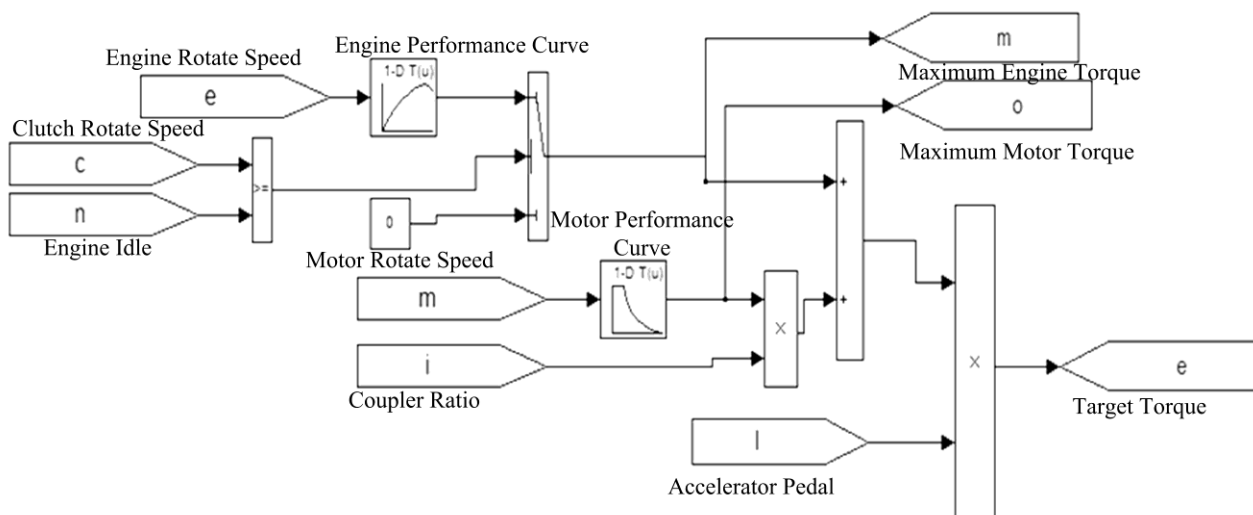 Engine Performance Curve
Engine Rotate Speed
1-D T(u)
e
m
Maximum Engine Torque
o
Maximum Motor Torque
Clutch Rotate Speed
c
>=
n
Engine Idle
0
+
+
Motor Performance
Curve
Motor Rotate Speed
1-D T(u)
m
X
i
Coupler Ratio
X
e
Target Torque
l
Accelerator Pedal